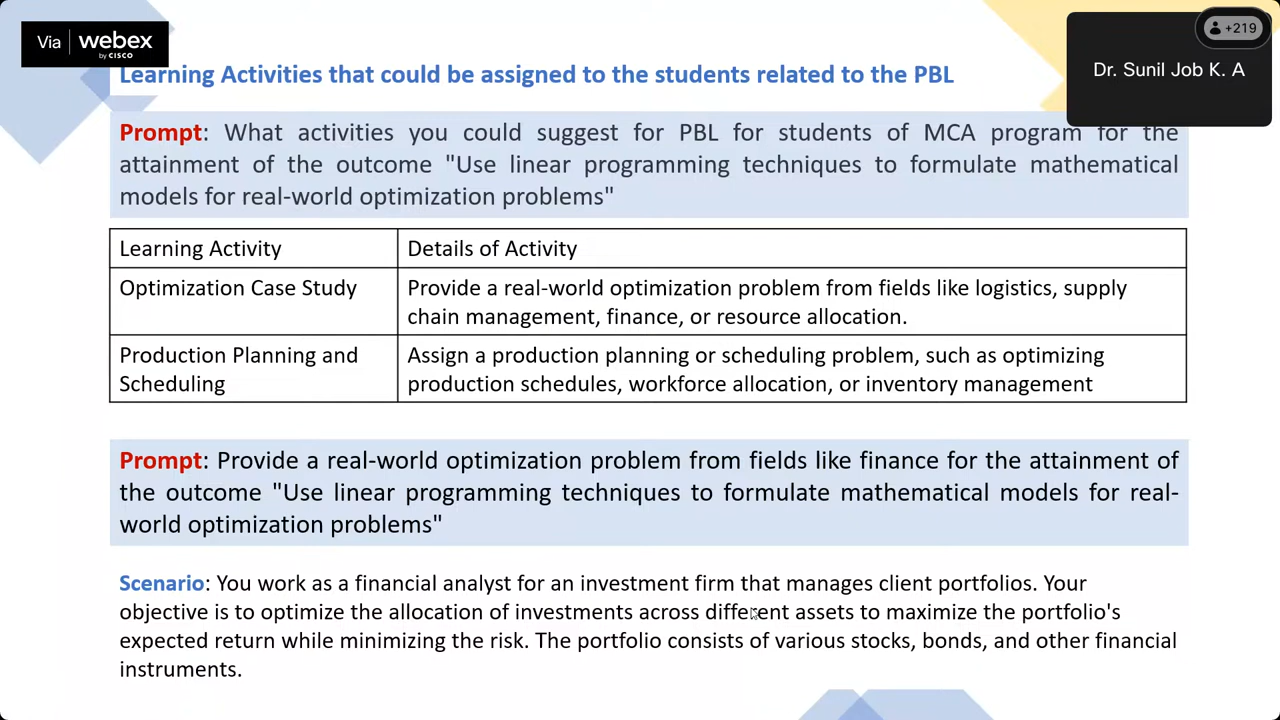 Via webex
by CISCO
+219
Dr. Sunil Job K. A
Learning Activities that could be assigned to the students related to the PBL
Prompt: What activities you could suggest for PBL for students of MCA program for the
attainment of the outcome "Use linear programming techniques to formulate mathematical
models for real-world optimization problems"
Learning Activity Details of Activity
Optimization Case Study Provide a real-world optimization problem from fields like logistics, supply
chain management, finance, or resource allocation.
Production Planning and Assign a production planning or scheduling problem, such as optimizing
Scheduling production schedules, workforce allocation, or inventory management
Prompt: Provide a real-world optimization problem from fields like finance for the attainment of
the outcome "Use linear programming techniques to formulate mathematical models for real-
world optimization problems"
Scenario: You work as a financial analyst for an investment firm that manages client portfolios. Your
objective is to optimize the allocation of investments across different assets to maximize the portfolio's
expected return while minimizing the risk. The portfolio consists of various stocks, bonds, and other financial
instruments.